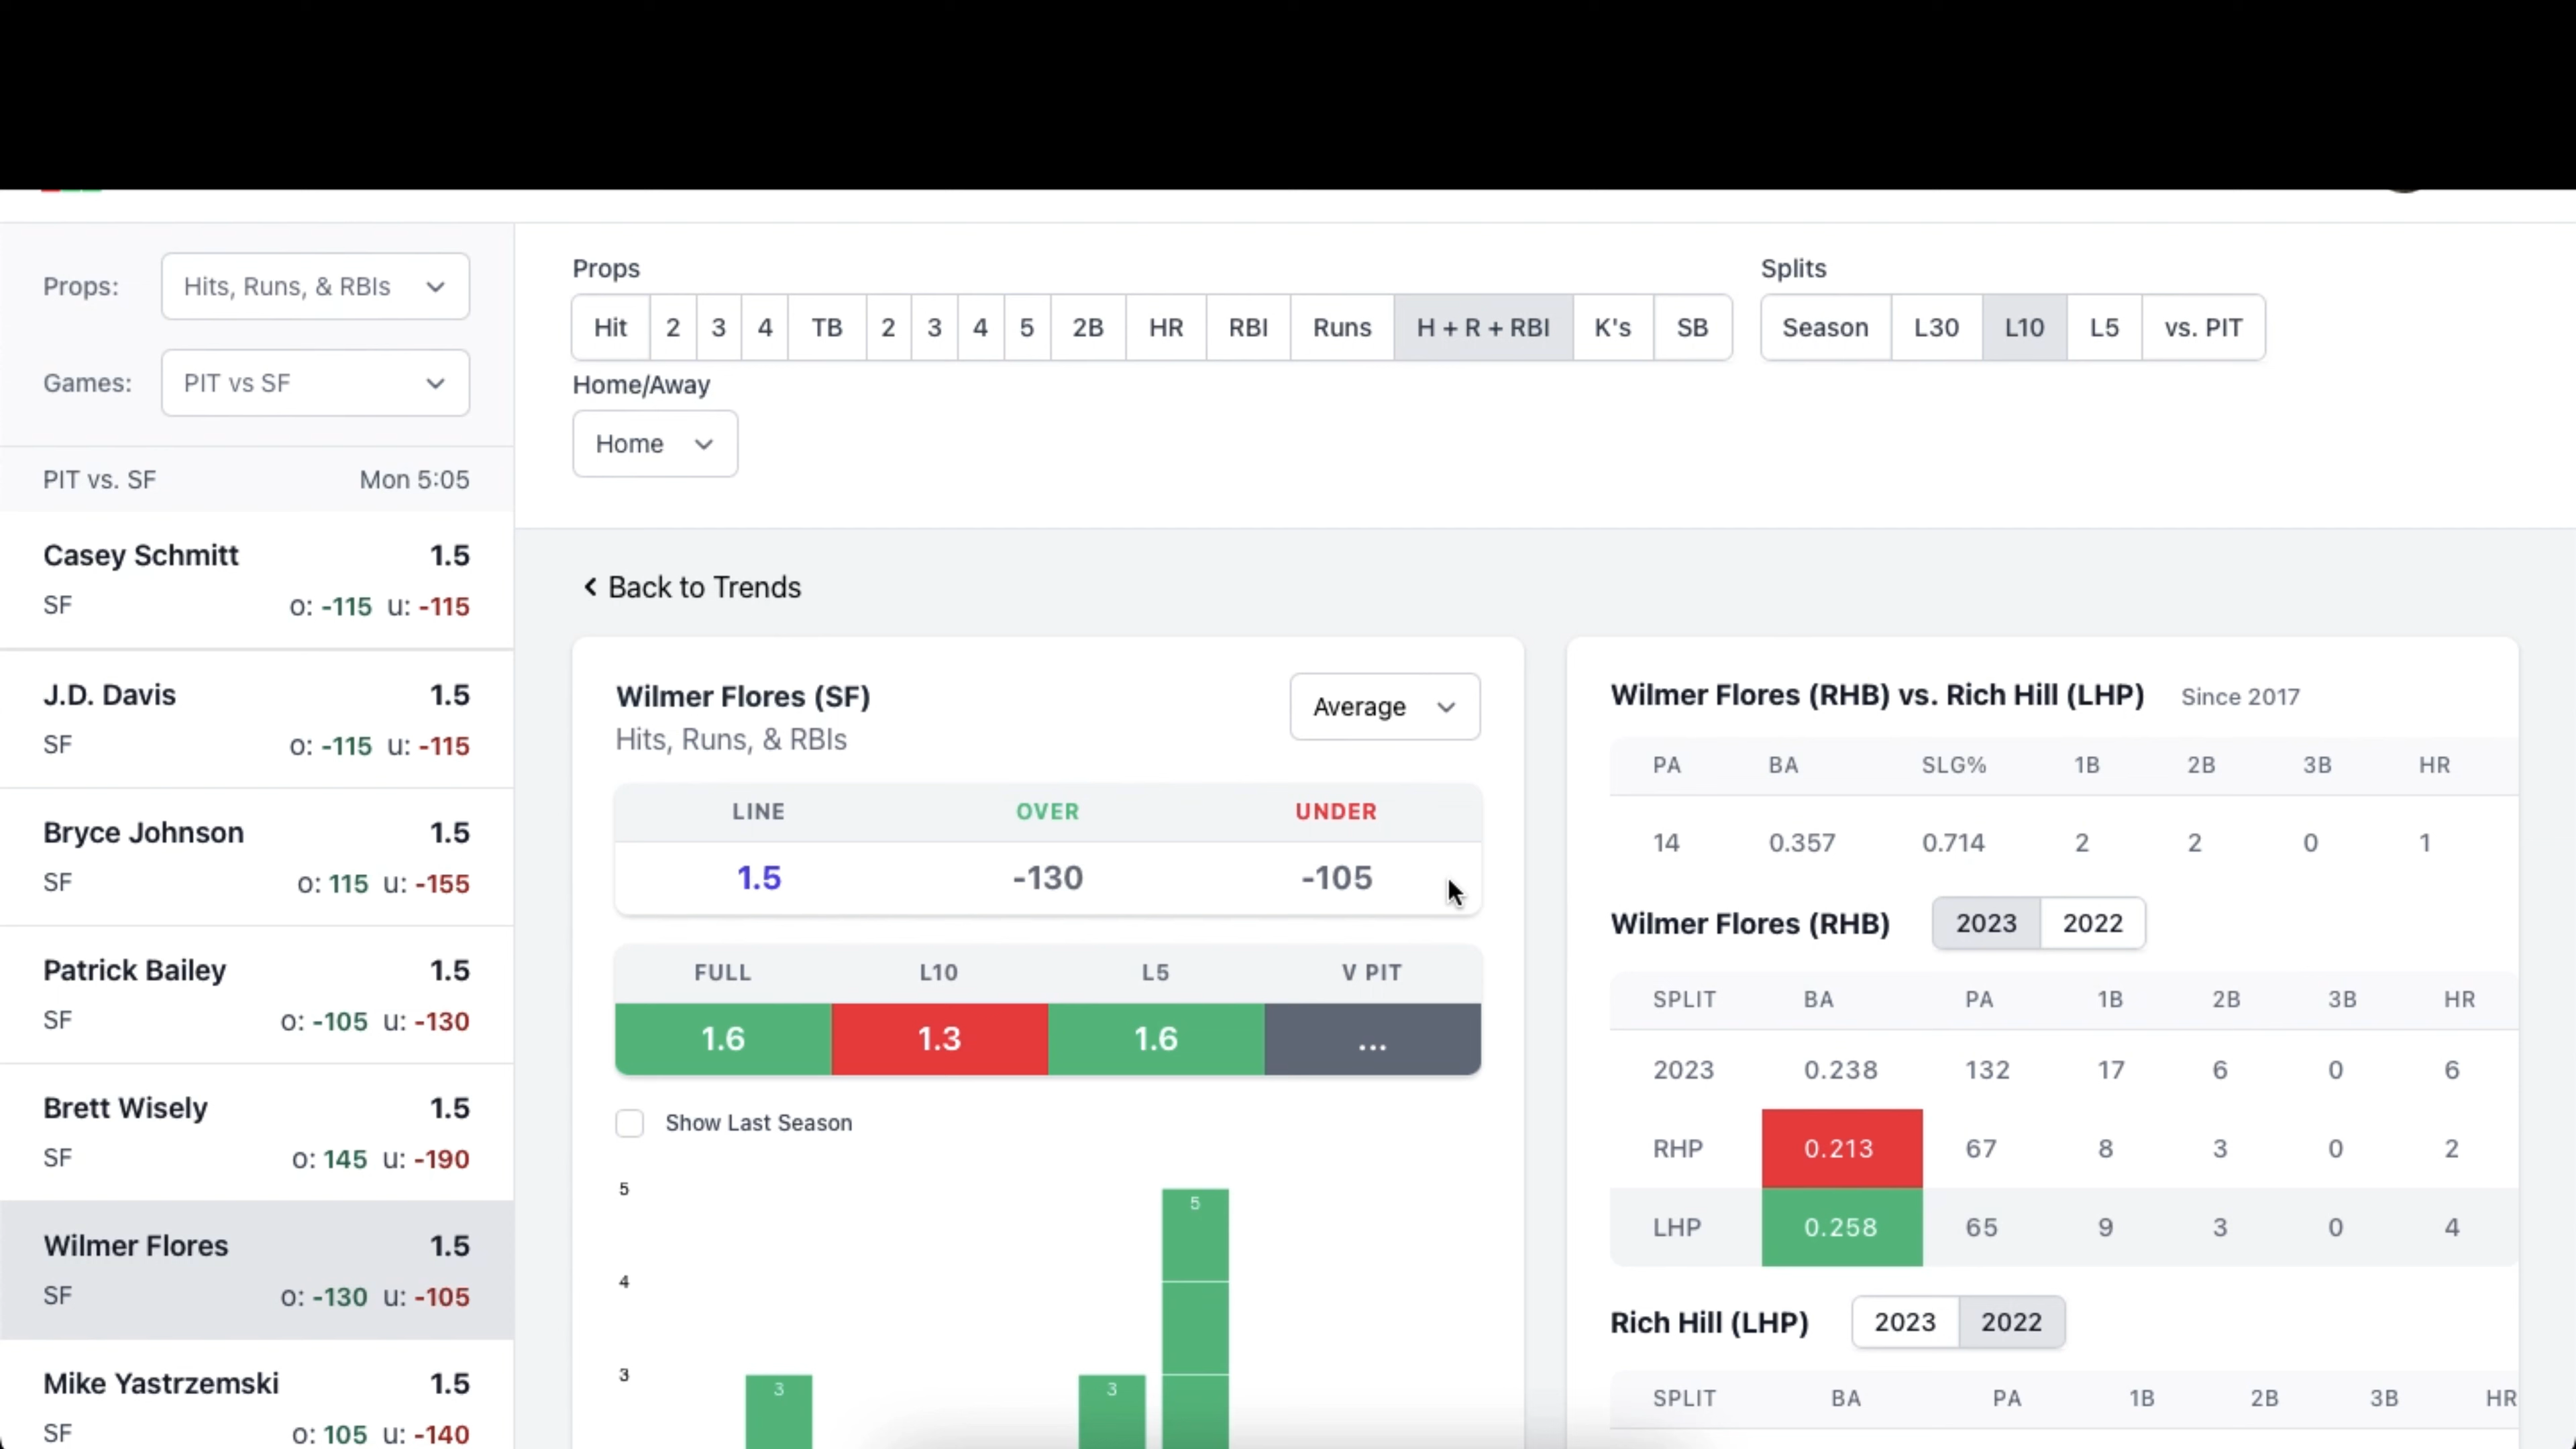 Props: Hits, Runs, & RBIs
Games: PIT vs SF
PIT vs. SF Mon 5:05
Casey Schmitt 1.5
SF o: -115 u: -115
J.D. Davis 1.5
SF o: -115 u: -115
Bryce Johnson 1.5
SF o: 115 u: -155
Patrick Bailey 1.5
SF o: -105 u: -130
Brett Wisely 1.5
SF o: 145 u: -190
Wilmer Flores 1.5
SF o: -130 u: -105
Mike Yastrzemski 1.5
SF o: 105 u: -140
Props
Hit 2 3 4 TB 2 3 4 5 2B HR RBI Runs H + R + RBI K's SB
Splits
Season L30 L10 L5 vs. PIT
Home/Away
Home
Back to Trends
Wilmer Flores (SF)
Hits, Runs, & RBIs
Average
LINE OVER UNDER
1.5 -130 -105
FULL L10 L5 V PIT
1.6 1.3 1.6 ...
Show Last Season
5
5
4
3
3 3
Wilmer Flores (RHB) vs. Rich Hill (LHP) Since 2017
PA BA SLG% 1B 2B 3B HR
14 0.357 0.714 2 2 0 1
Wilmer Flores (RHB) 2023 2022
SPLIT BA PA 1B 2B 3B HR
2023 0.238 132 17 6 0 6
RHP 0.213 67 8 3 0 2
LHP 0.258 65 9 3 0 4
Rich Hill (LHP) 2023 2022
SPLIT BA PA 1B 2B 3B HR